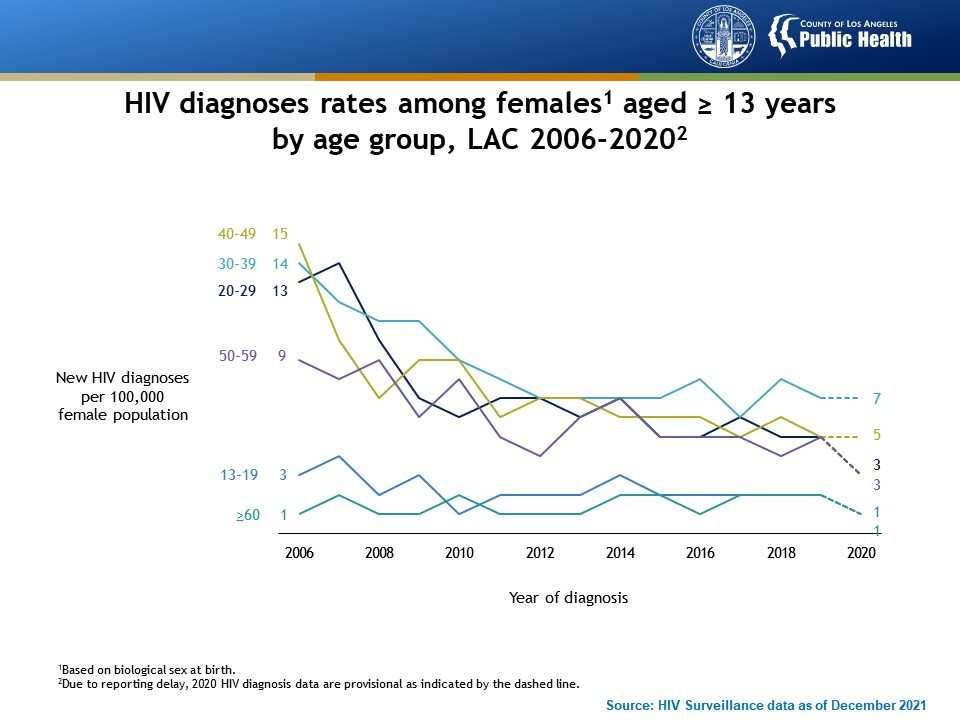 COUNTY OF LOS ANGELES
Public Health
HIV diagnoses rates among females¹ aged ≥ 13 years
by age group, LAC 2006-2020²
40-49 15
30-39 14
20-29 13
50-59 9
New HIV diagnoses
per 100,000
female population
7
5
3
3
13-19 3
≥60 1
1
1
2006 2008 2010 2012 2014 2016 2018 2020
Year of diagnosis
¹Based on biological sex at birth.
²Due to reporting delay, 2020 HIV diagnosis data are provisional as indicated by the dashed line.
Source: HIV Surveillance data as of December 2021